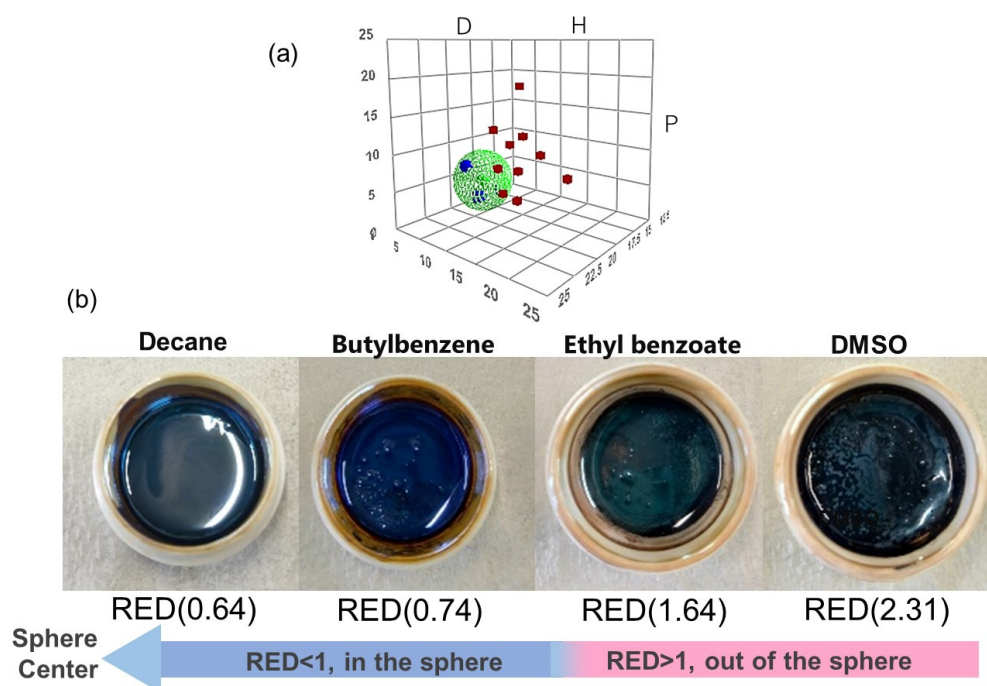 (a)
D
H
P
25
20
15
10
5
0
5
10
15
20
25
25
22.5
20
17.5
15
(b)
Decane
Butylbenzene
Ethyl benzoate
DMSO
RED(0.64)
RED(0.74)
RED(1.64)
RED(2.31)
Sphere
Center
RED<1, in the sphere
RED>1, out of the sphere